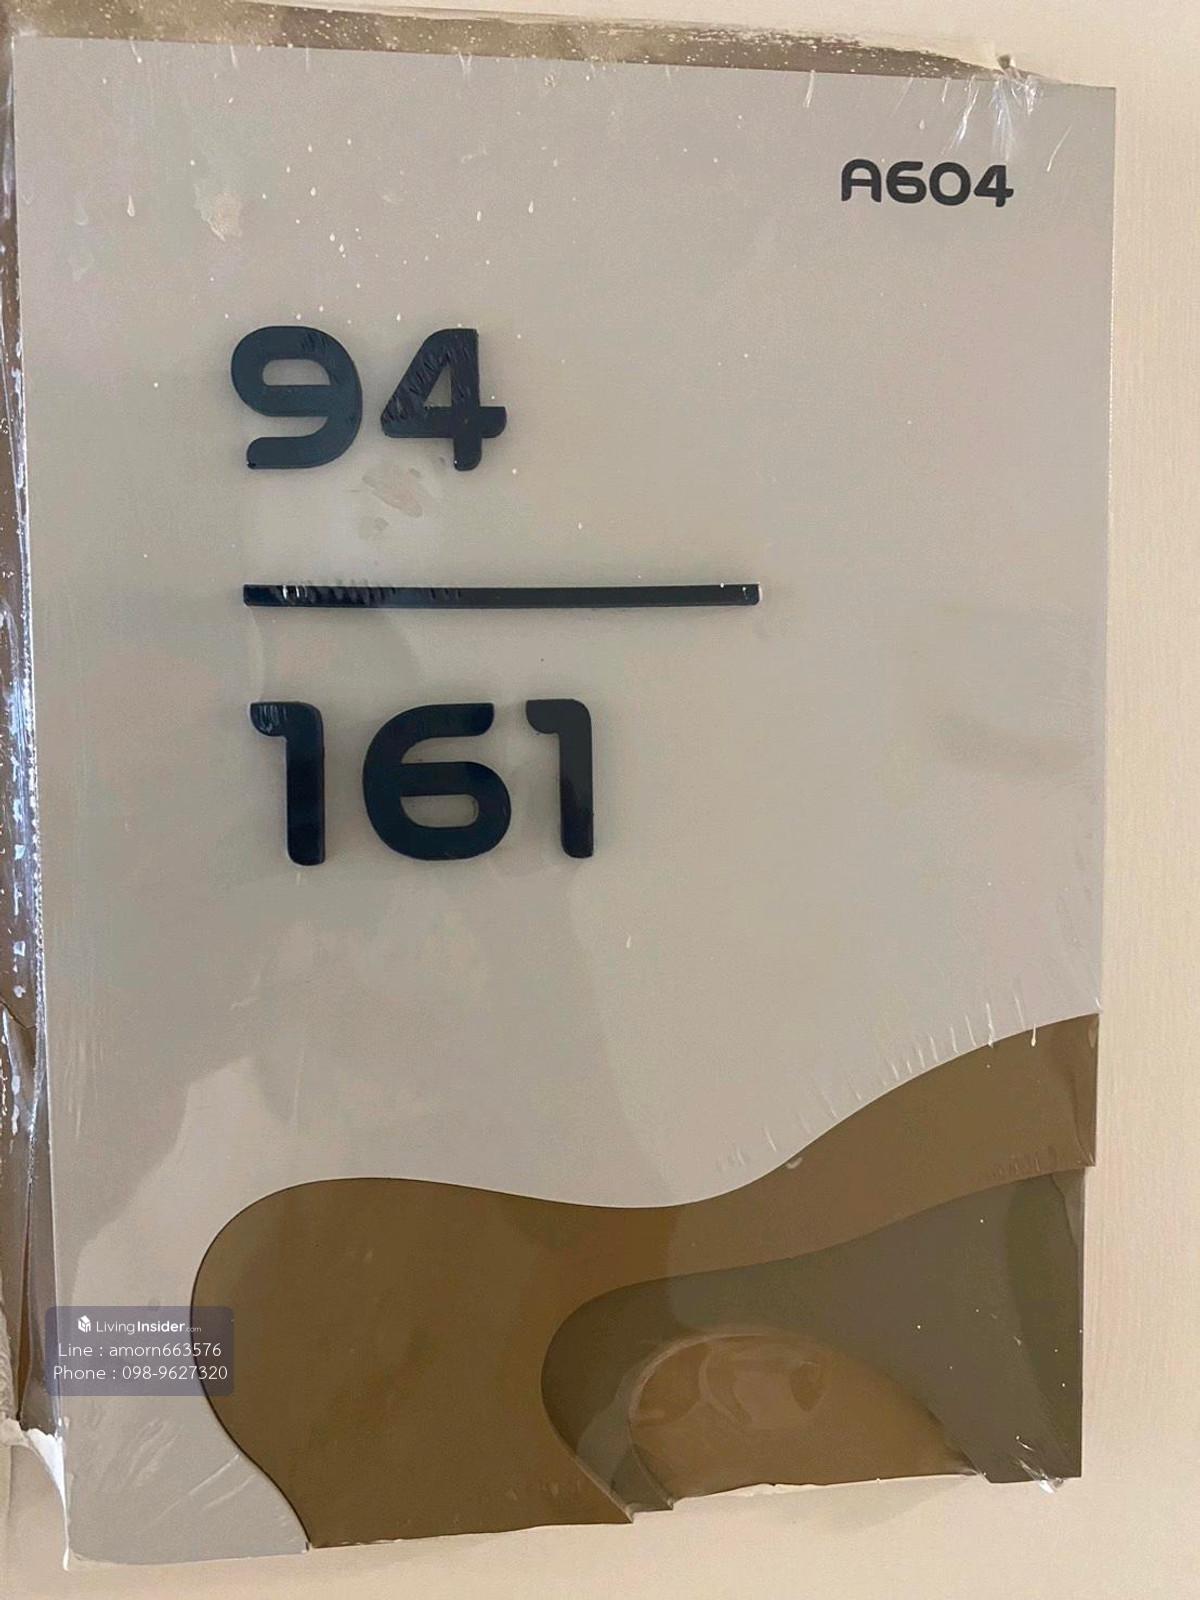 A604
94
161
LivingInsider.com
Line : amorn663576
Phone : 098-9627320